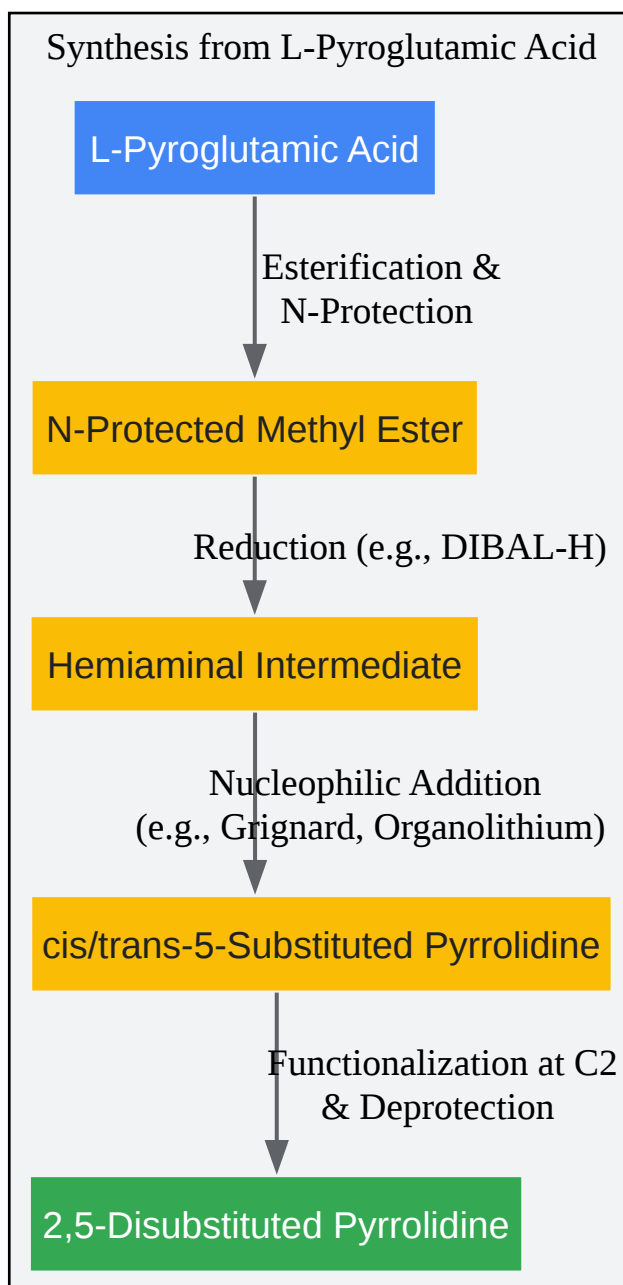 Synthesis from L-Pyroglutamic Acid
L-Pyroglutamic Acid
Esterification &
N-Protection
N-Protected Methyl Ester
Reduction (e.g., DIBAL-H)
Hemiaminal Intermediate
Nucleophilic Addition
(e.g., Grignard, Organolithium)
cis/trans-5-Substituted Pyrrolidine
Functionalization at C2
& Deprotection
2,5-Disubstituted Pyrrolidine